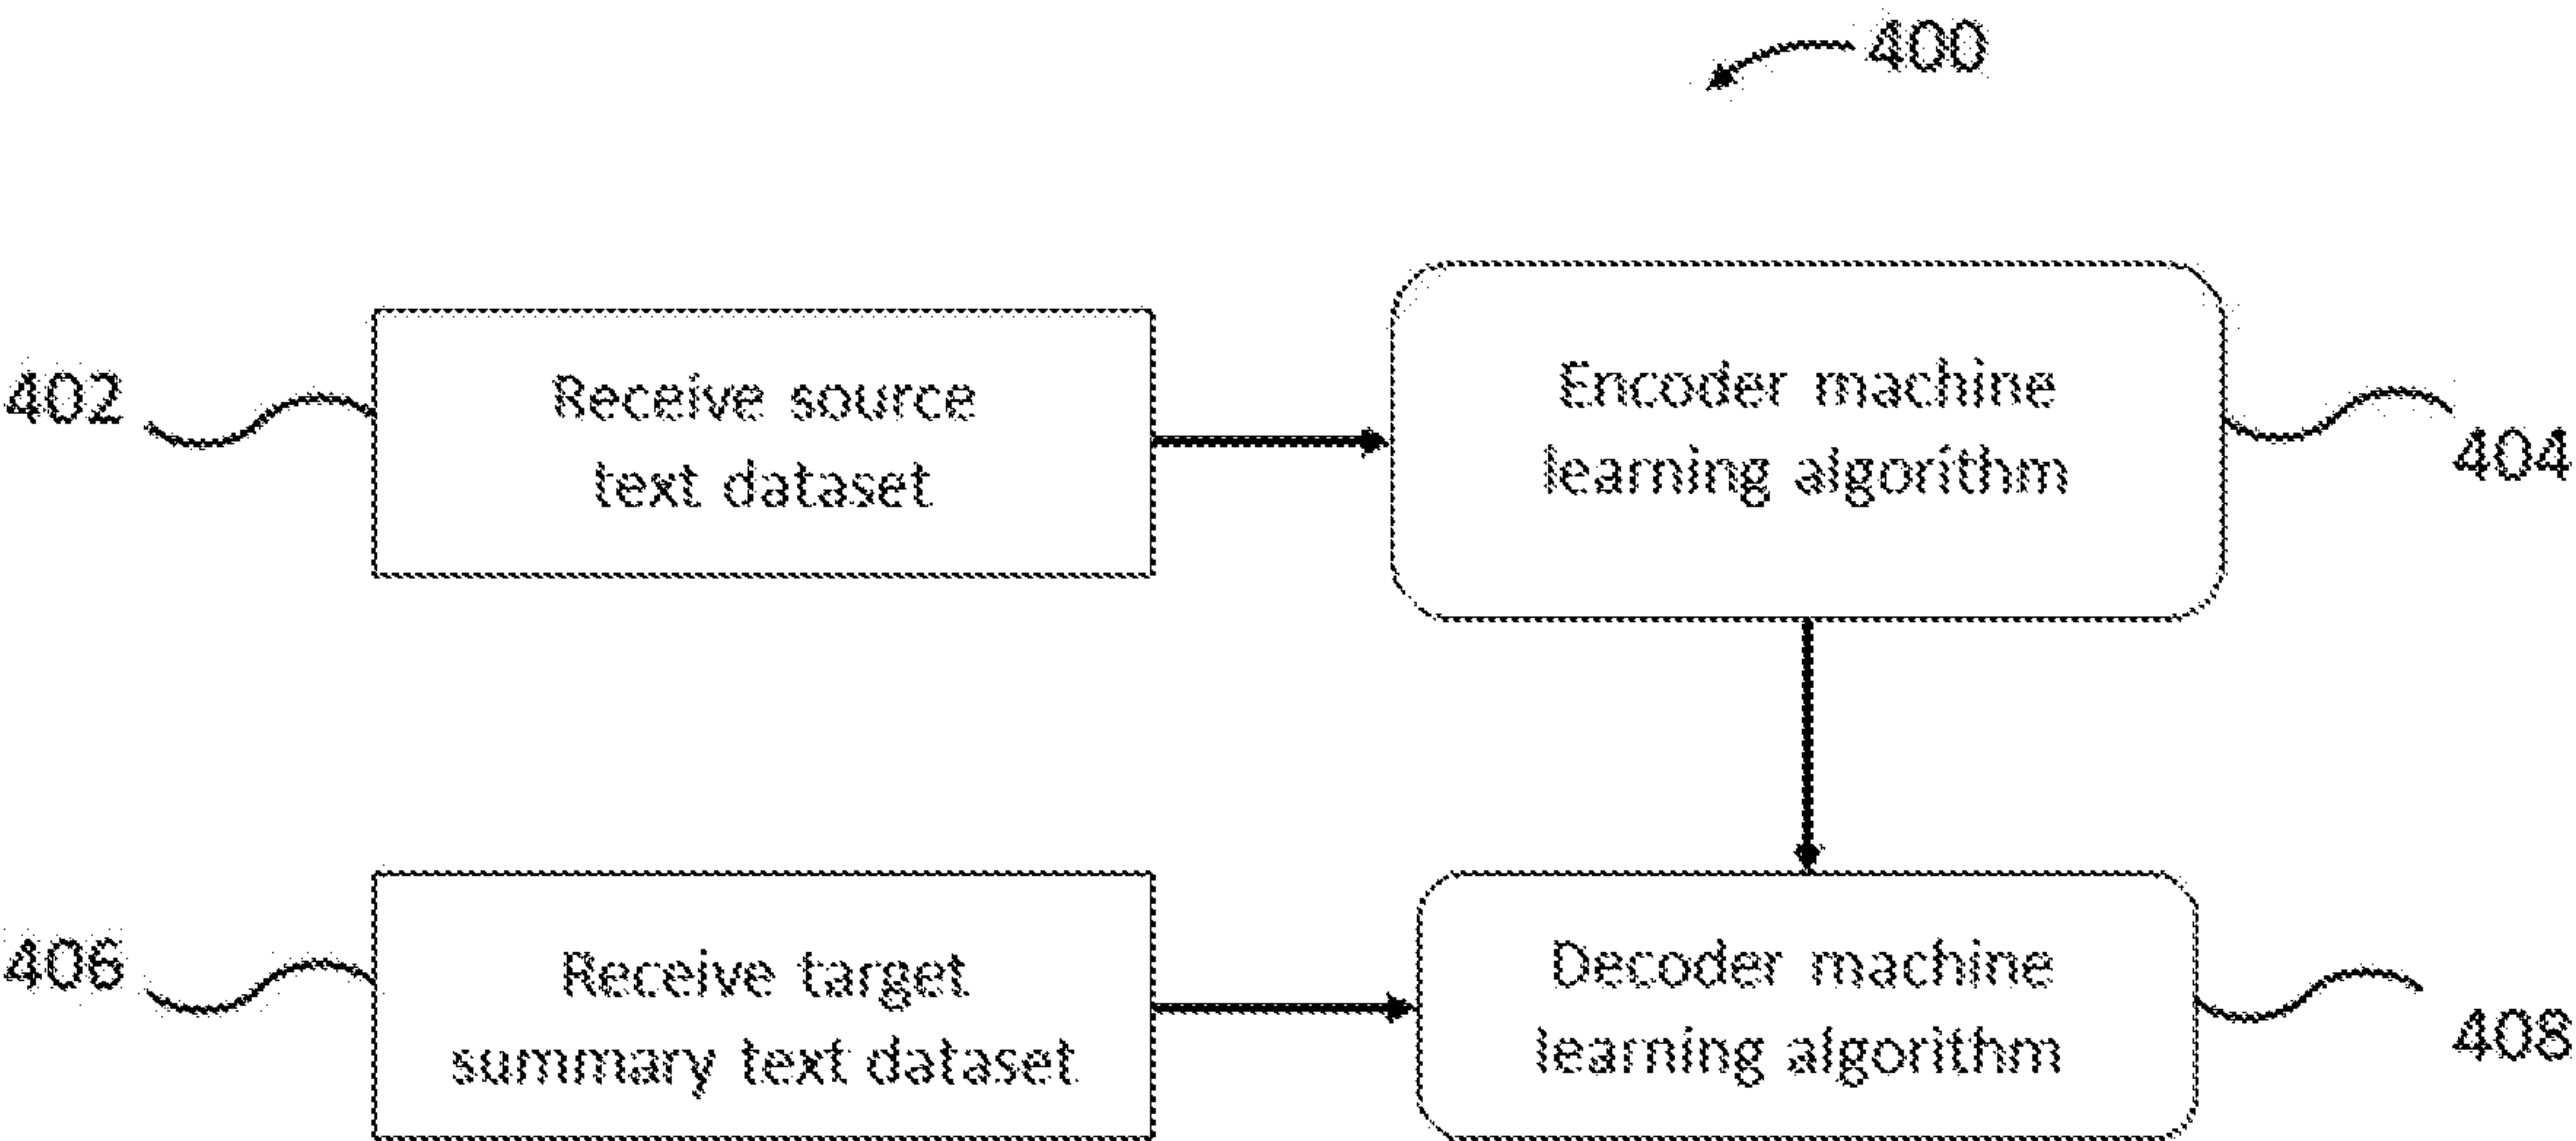 400
402
Receive source
text dataset
Encoder machine
learning algorithm
404
406
Receive target
summary text dataset
Decoder machine
learning algorithm
408